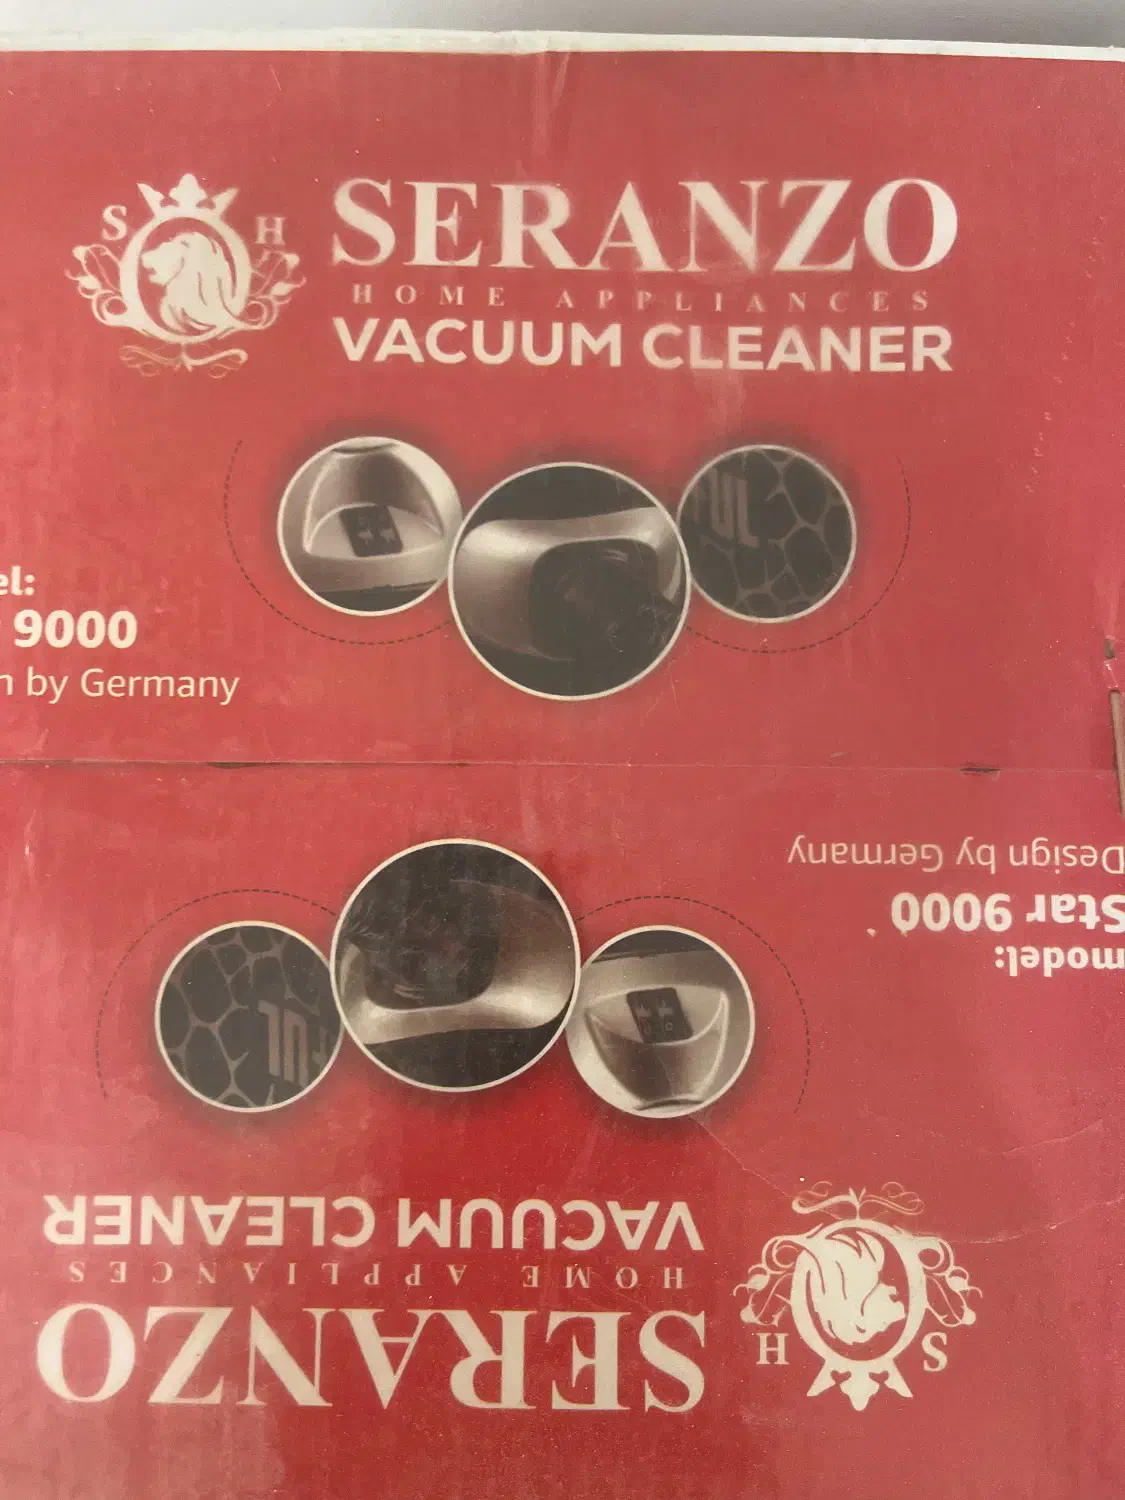 S H
SERANZO
HOME APPLIANCES
VACUUM CLEANER
el:
9000
n by Germany
model:
Star 9000
Design by Germany
S H
SERANZO
HOME APPLIANCES
VACUUM CLEANER